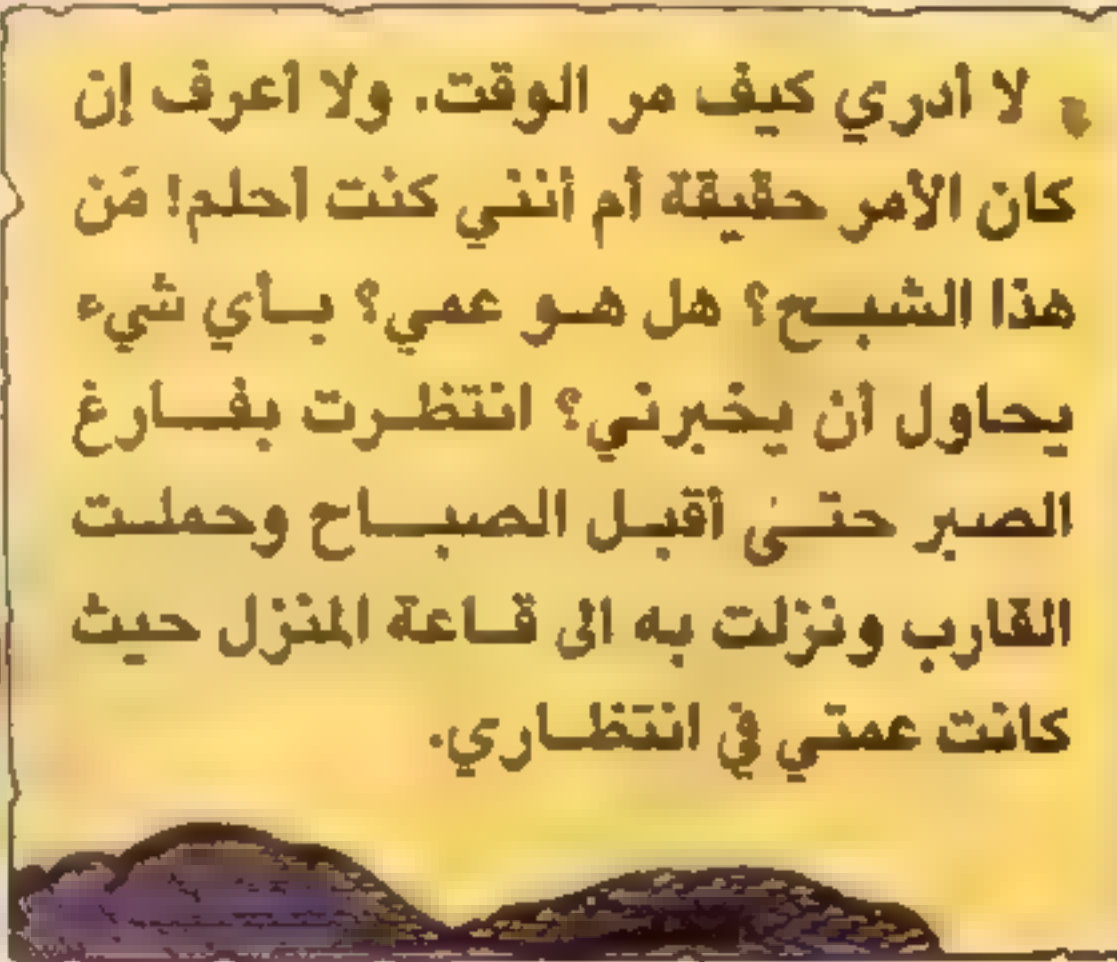 لا أدري كيف مر الوقت. ولا أعرف إن
كان الأمر حقيقة أم أنني كنت أحلم! مَن
هذا الشبح؟ هل هو عمي؟ بأي شيء
يحاول أن يخبرني؟ انتظرت بفارغ
الصبر حتى أقبل الصباح وحملت
القارب ونزلت به الى قاعة المنزل حيث
كانت عمتي في انتظاري.